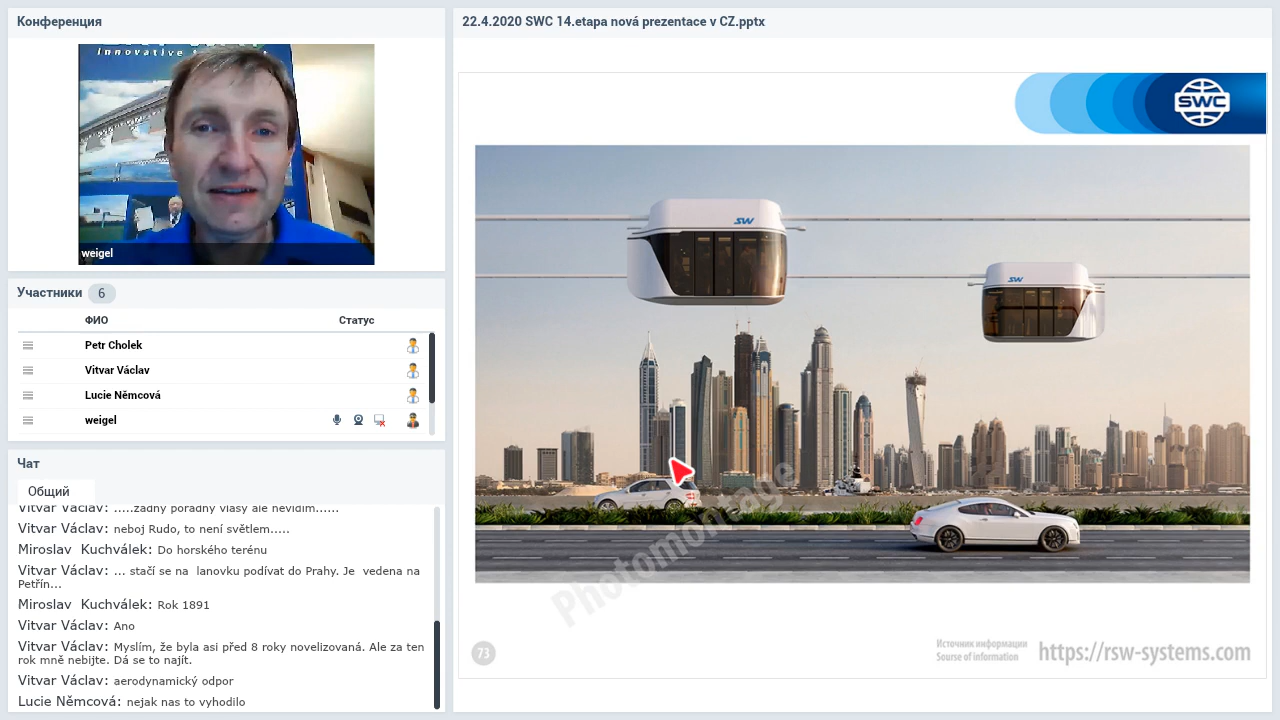 Конференция
Innovative
weigel
Участники 6
ФИО Статус
Petr Cholek
Vitvar Václav
Lucie Němcová
weigel
Чат
Общий
Vitvar Václav: .....žádný pořádný vlasy ale nevidím......
Vitvar Václav: neboj Rudo, to není světlem.....
Miroslav Kuchválek: Do horského terénu
Vitvar Václav: ... stačí se na lanovku podívat do Prahy. Je vedena na
Petřín...
Miroslav Kuchválek: Rok 1891
Vitvar Václav: Ano
Vitvar Václav: Myslím, že byla asi před 8 roky novelizovaná. Ale za ten
rok mně nebijte. Dá se to najít.
Vitvar Václav: aerodynamický odpor
Lucie Němcová: nejak nas to vyhodilo
22.4.2020 SWC 14.etapa nová prezentace v CZ.pptx
SWC
SW
SW
Photomontage
73
Источник информации
Sourse of information
https://rsw-systems.com